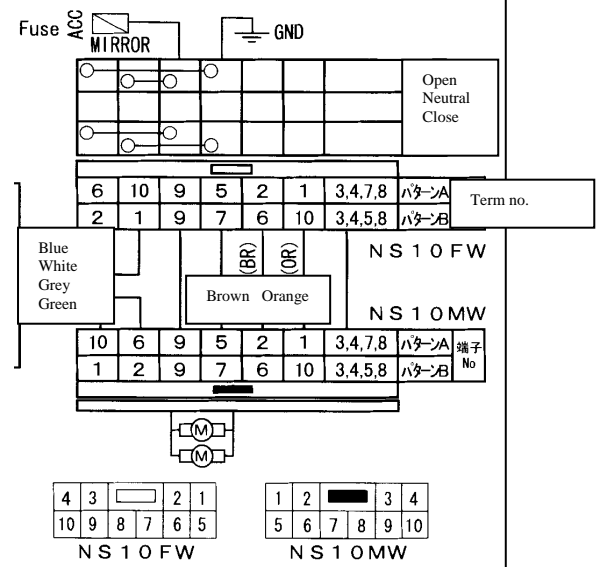 Fuse ACC
MIRROR
GND
Open
Neutral
Close
6 10 9 5 2 1 3,4,7,8 パターンA
Term no.
2 1 9 7 6 10 3,4,5,8 パターンB
NS10FW
Blue
White
Grey
Green
(BR) (OR)
Brown Orange
NS10MW
10 6 9 5 2 1 3,4,7,8 パターンA 端子
1 2 9 7 6 10 3,4,5,8 パターンB No
M
M
4 3 2 1
10 9 8 7 6 5
NS10FW
1 2 3 4
5 6 7 8 9 10
NS10MW